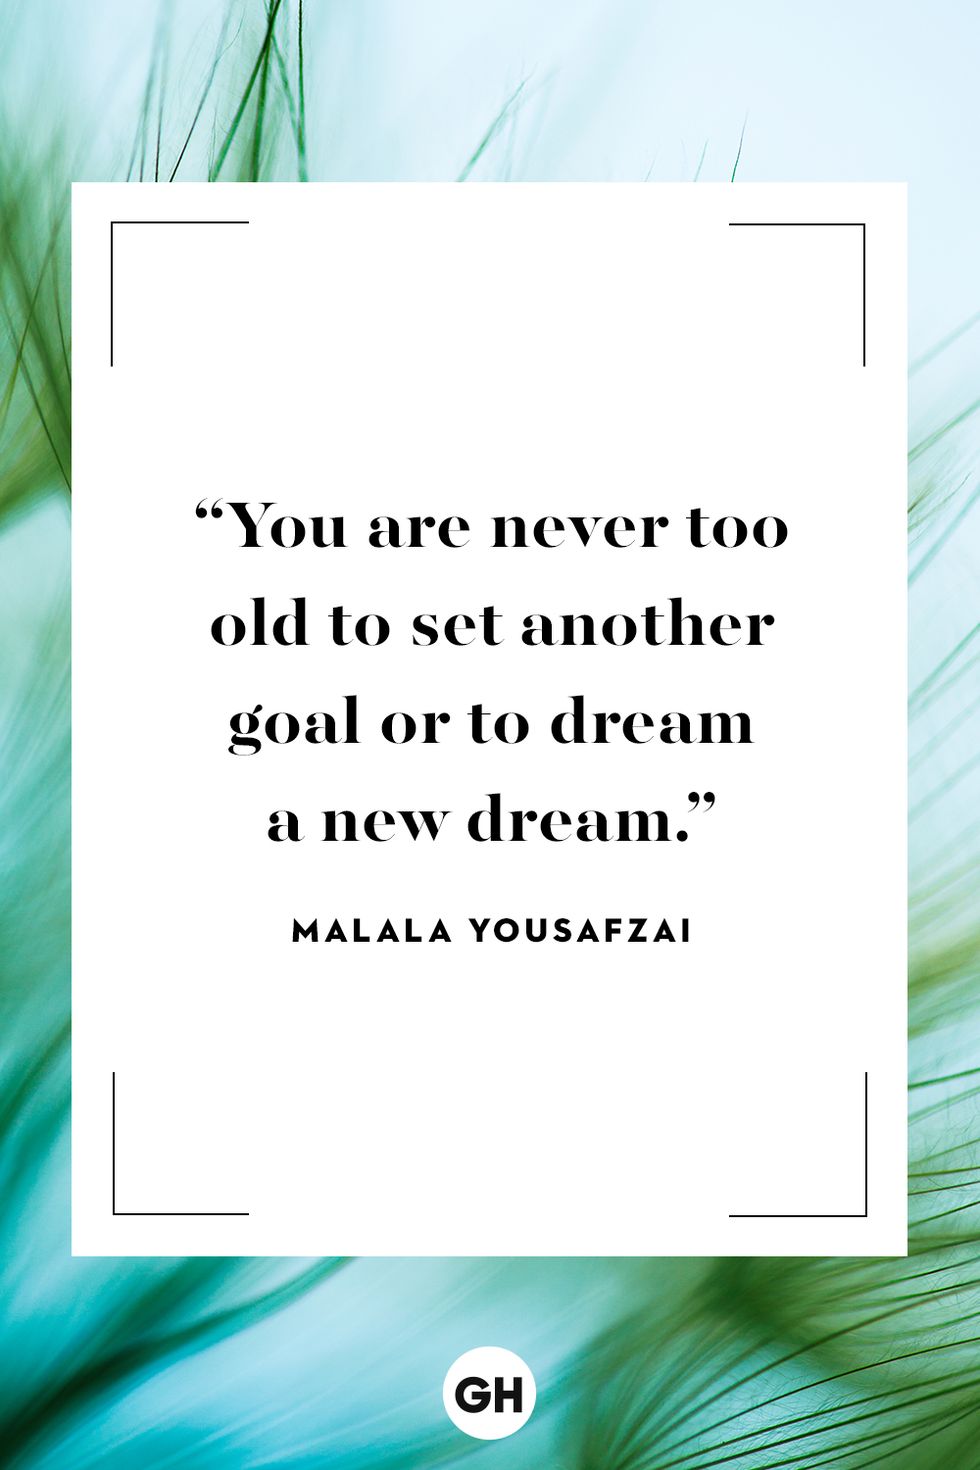 “You are never too
old to set another
goal or to dream
a new dream.”
MALALA YOUSAFZAI
GH